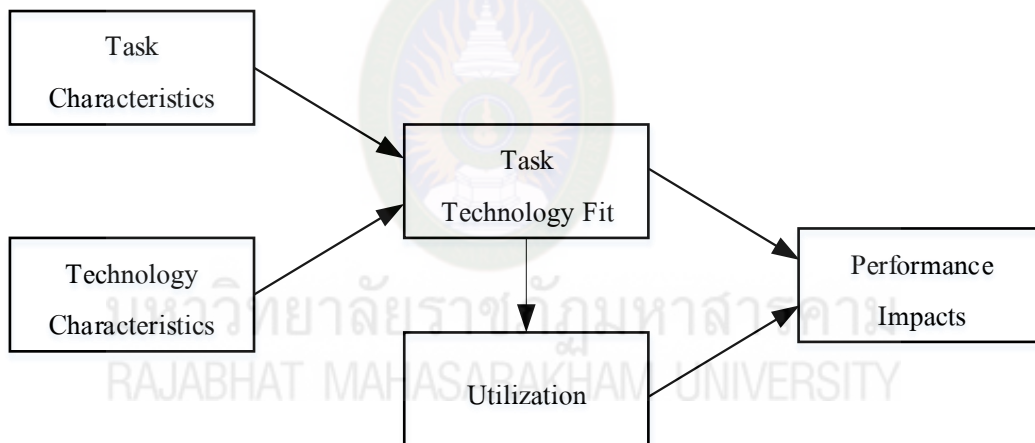 Task
Characteristics
Task
Technology Fit
Technology
Characteristics
Performance
Impacts
Utilization
มหาวิทยาลัยราชภัฏมหาสารคาม
RAJABHAT MAHASARAKHAM UNIVERSITY